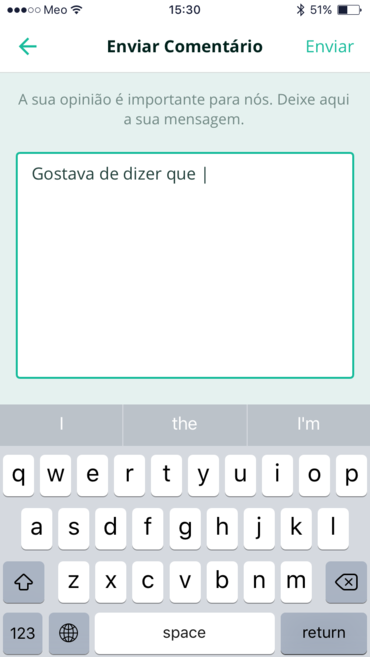 Meo 15:30 51%
Enviar Comentário Enviar
A sua opinião é importante para nós. Deixe aqui
a sua mensagem.
Gostava de dizer que
I the I'm
q w e r t y u i o p
a s d f g h j k l
z x c v b n m
123 space return